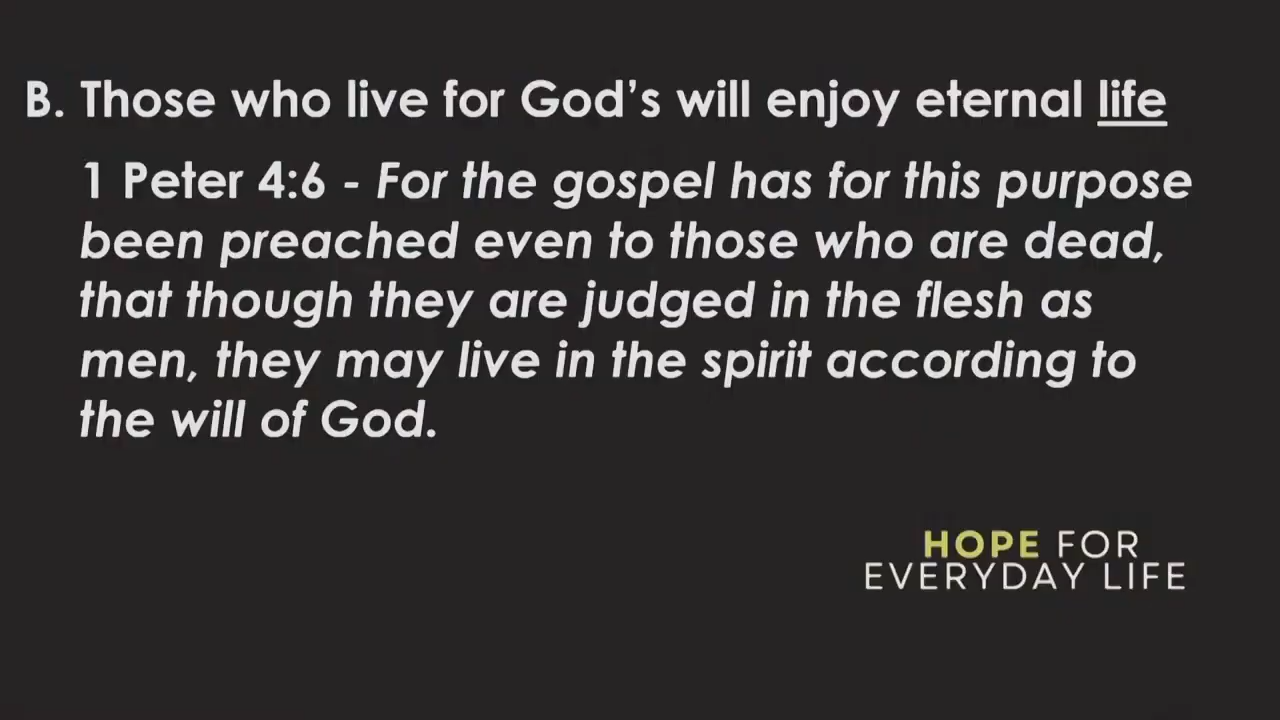 B. Those who live for God’s will enjoy eternal life
1 Peter 4:6 - For the gospel has for this purpose
been preached even to those who are dead,
that though they are judged in the flesh as
men, they may live in the spirit according to
the will of God.
HOPE FOR
EVERYDAY LIFE